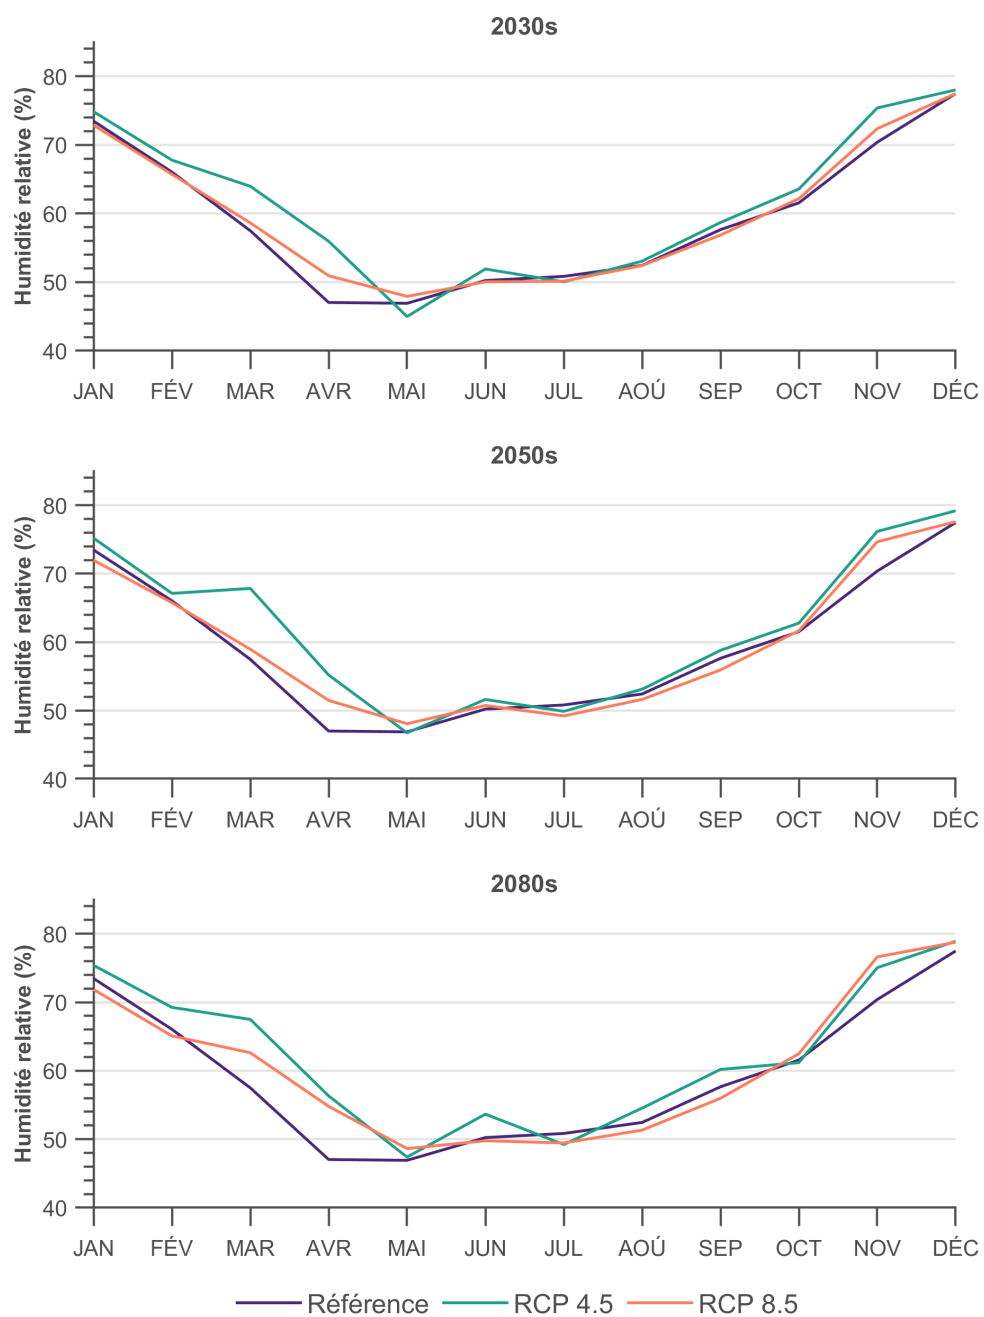 2030s
Humidité relative (%)
80
70
60
50
40
JAN FÉV MAR AVR MAI JUN JUL AOÚ SEP OCT NOV DÉC
2050s
Humidité relative (%)
80
70
60
50
40
JAN FÉV MAR AVR MAI JUN JUL AOÚ SEP OCT NOV DÉC
2080s
Humidité relative (%)
80
70
60
50
40
JAN FÉV MAR AVR MAI JUN JUL AOÚ SEP OCT NOV DÉC
Référence RCP 4.5 RCP 8.5